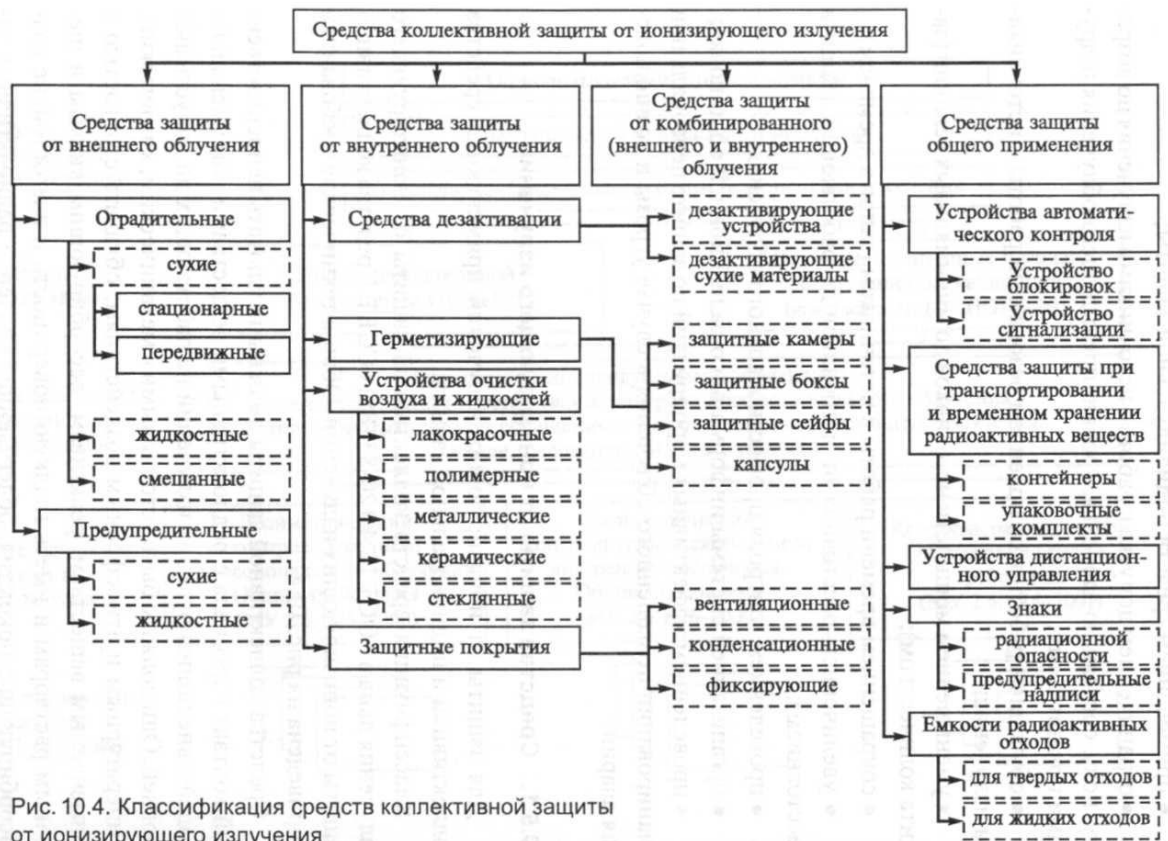 Средства коллективной защиты от ионизирующего излучения
Средства защиты
от внешнего облучения
Оградительные
сухие
стационарные
передвижные
жидкостные
смешанные
Предупредительные
сухие
жидкостные
Средства защиты
от внутреннего облучения
Средства дезактивации
Герметизирующие
Устройства очистки
воздуха и жидкостей
лакокрасочные
полимерные
металлические
керамические
стеклянные
Защитные покрытия
Средства защиты
от комбинированного
(внешнего и внутреннего)
облучения
дезактивирующие
устройства
дезактивирующие
сухие материалы
защитные камеры
защитные боксы
защитные сейфы
капсулы
вентиляционные
конденсационные
фиксирующие
Средства защиты
общего применения
Устройства автомати-
ческого контроля
Устройство
блокировок
Устройство
сигнализации
Средства защиты при
транспортировании
и временном хранении
радиоактивных веществ
контейнеры
упаковочные
комплекты
Устройства дистанцион-
ного управления
Знаки
радиационной
опасности
предупредительные
надписи
Емкости радиоактивных
отходов
для твердых отходов
для жидких отходов
Рис. 10.4. Классификация средств коллективной защиты
от ионизирующего излучения